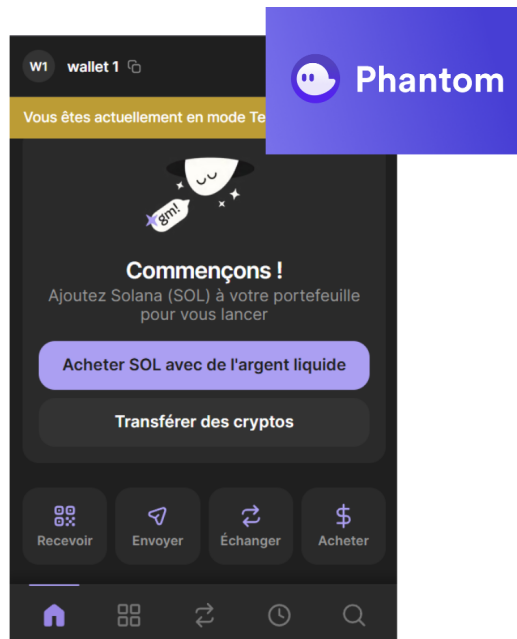 W1 wallet 1
Phantom
Vous êtes actuellement en mode Te
gm!
Commençons !
Ajoutez Solana (SOL) à votre portefeuille
pour vous lancer
Acheter SOL avec de l'argent liquide
Transférer des cryptos
Recevoir Envoyer Échanger Acheter